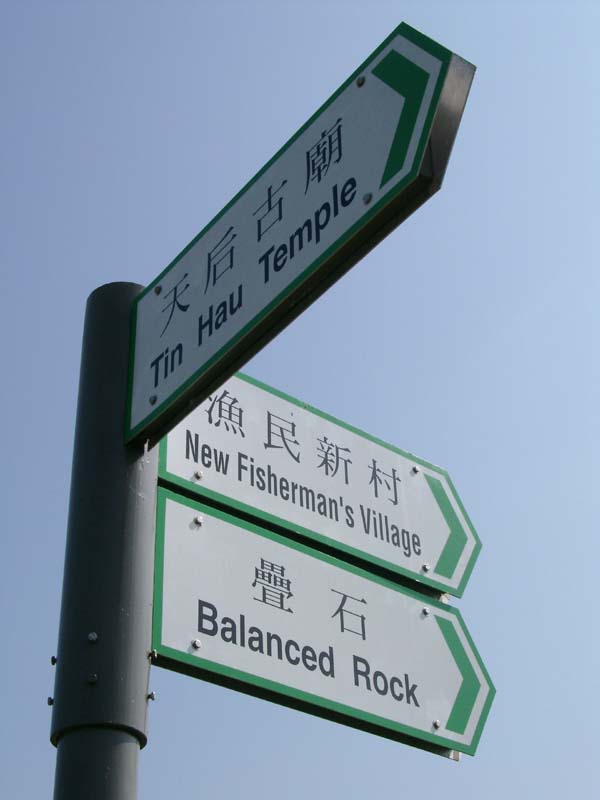 天后古廟
Tin Hau Temple
漁民新村
New Fisherman's Village
疊石
Balanced Rock